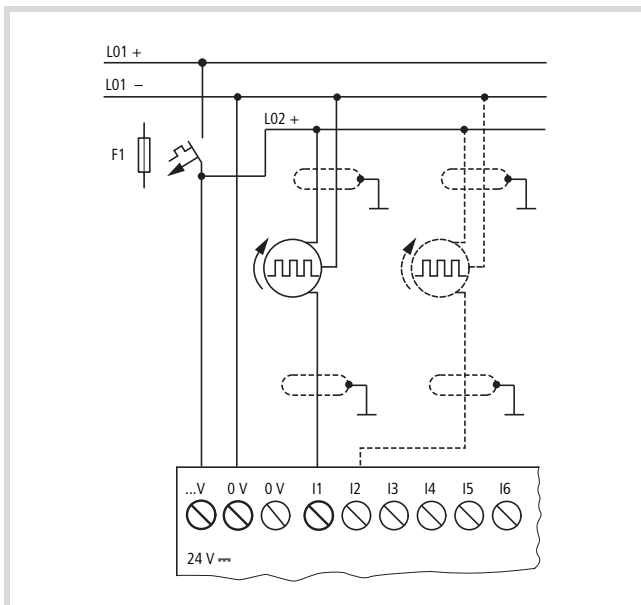 L01 +
L01 –
L02 +
F1
...V 0 V 0 V I1 I2 I3 I4 I5 I6
24 V ⎓